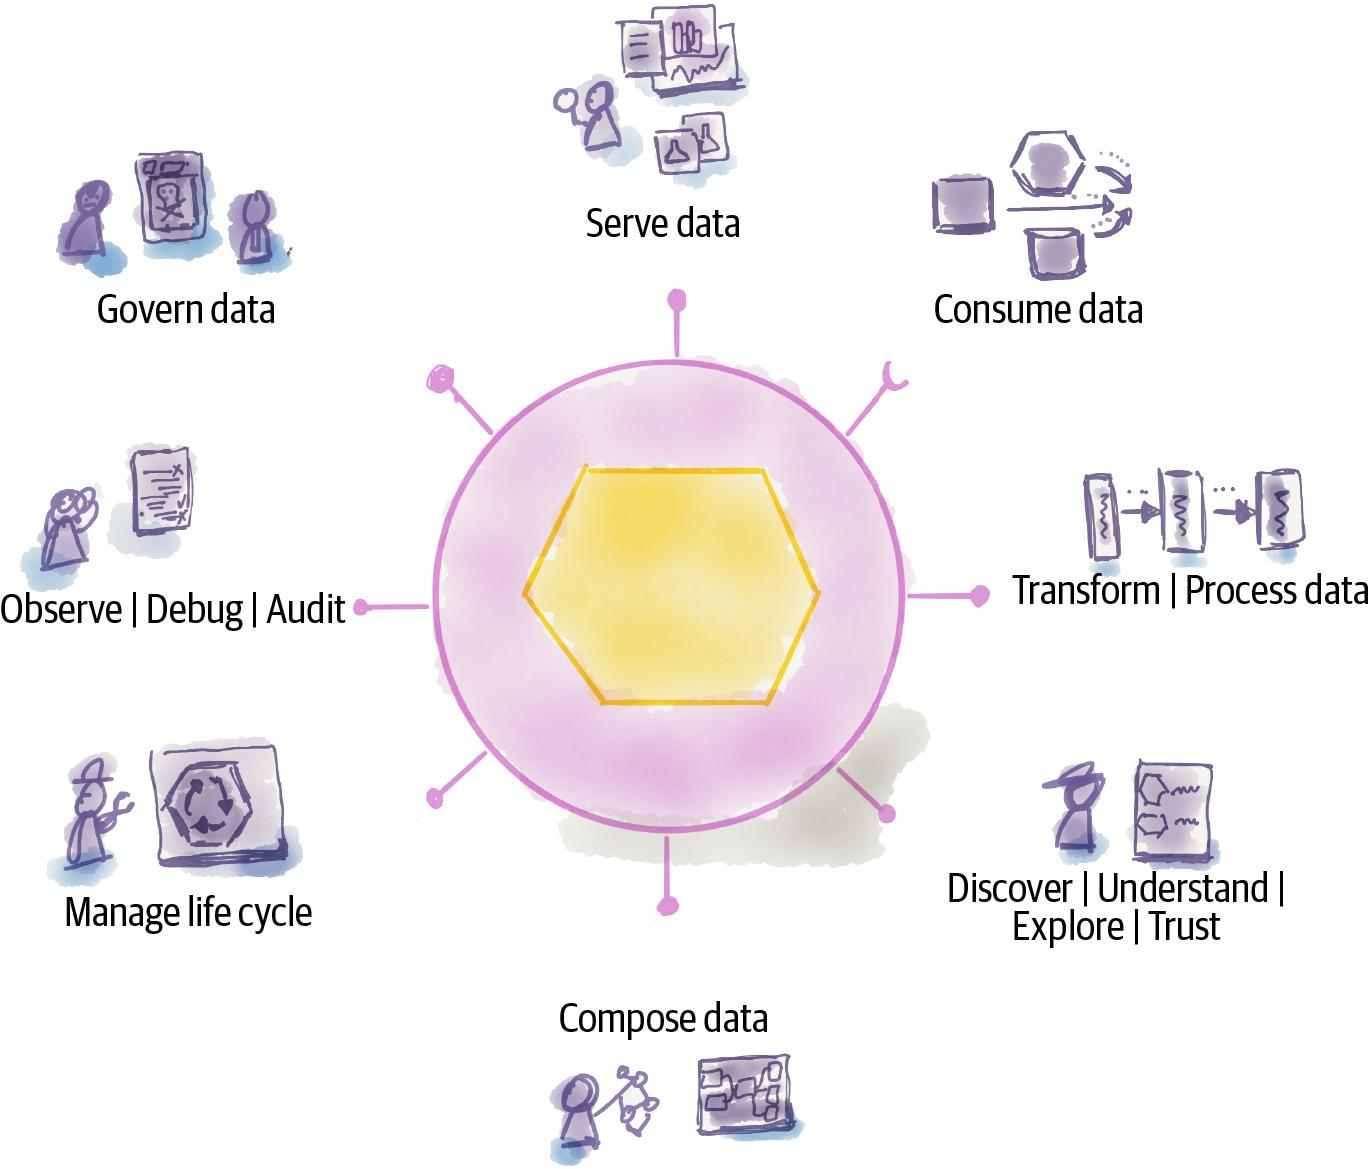 Serve data
Govern data
Consume data
Observe | Debug | Audit
Transform | Process data
Manage life cycle
Discover | Understand |
Explore | Trust
Compose data